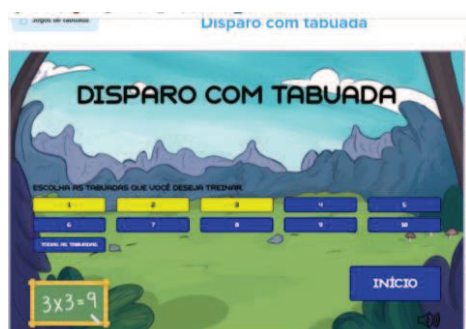 Jogos de tabuada
Disparo com tabuada
DISPARO COM TABUADA
ESCOLHA AS TABUADAS QUE VOCÊ DESEJA TREINAR
1 2 3 4 5
6 7 8 9 10
TODAS AS TABUADAS
INÍCIO
3x3=9